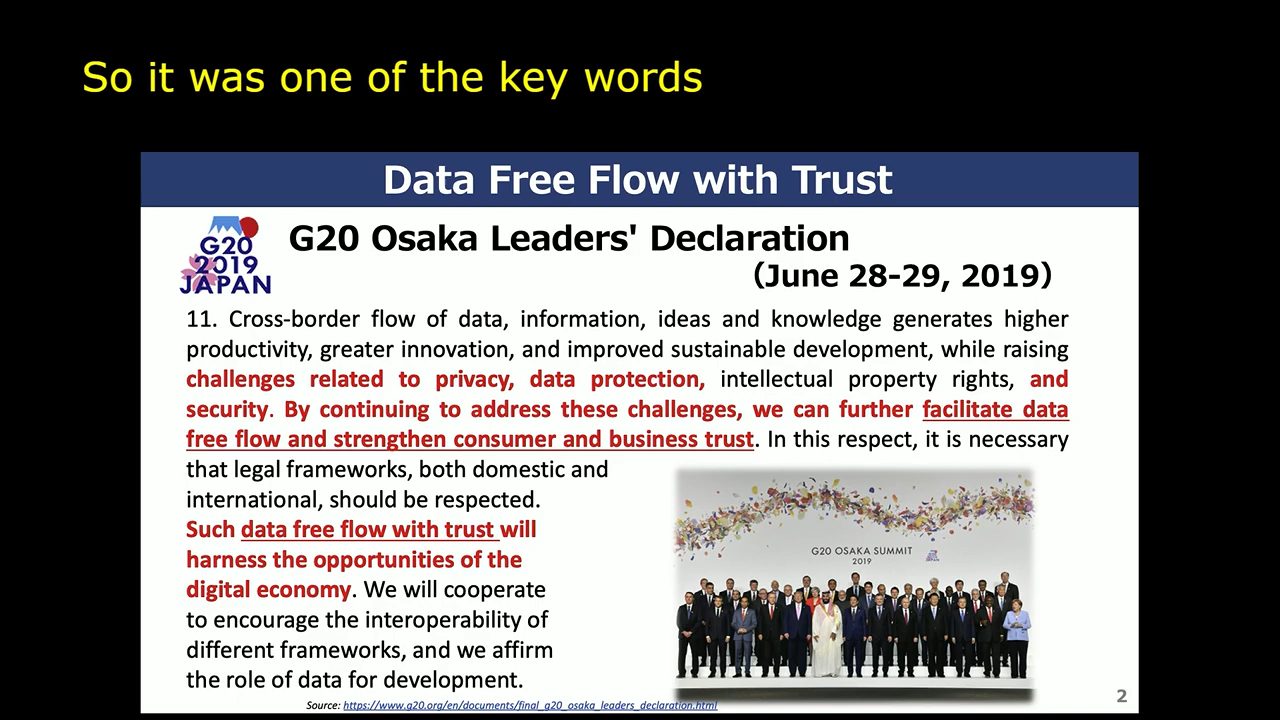 So it was one of the key words
Data Free Flow with Trust
G20
2019
JAPAN
G20 Osaka Leaders' Declaration
（June 28-29, 2019）
11. Cross-border flow of data, information, ideas and knowledge generates higher
productivity, greater innovation, and improved sustainable development, while raising
challenges related to privacy, data protection, intellectual property rights, and
security. By continuing to address these challenges, we can further facilitate data
free flow and strengthen consumer and business trust. In this respect, it is necessary
that legal frameworks, both domestic and
international, should be respected.
Such data free flow with trust will
harness the opportunities of the
digital economy. We will cooperate
to encourage the interoperability of
different frameworks, and we affirm
the role of data for development.
G20 OSAKA SUMMIT
2019
Source: https://www.g20.org/en/documents/final_g20_osaka_leaders_declaration.html
2